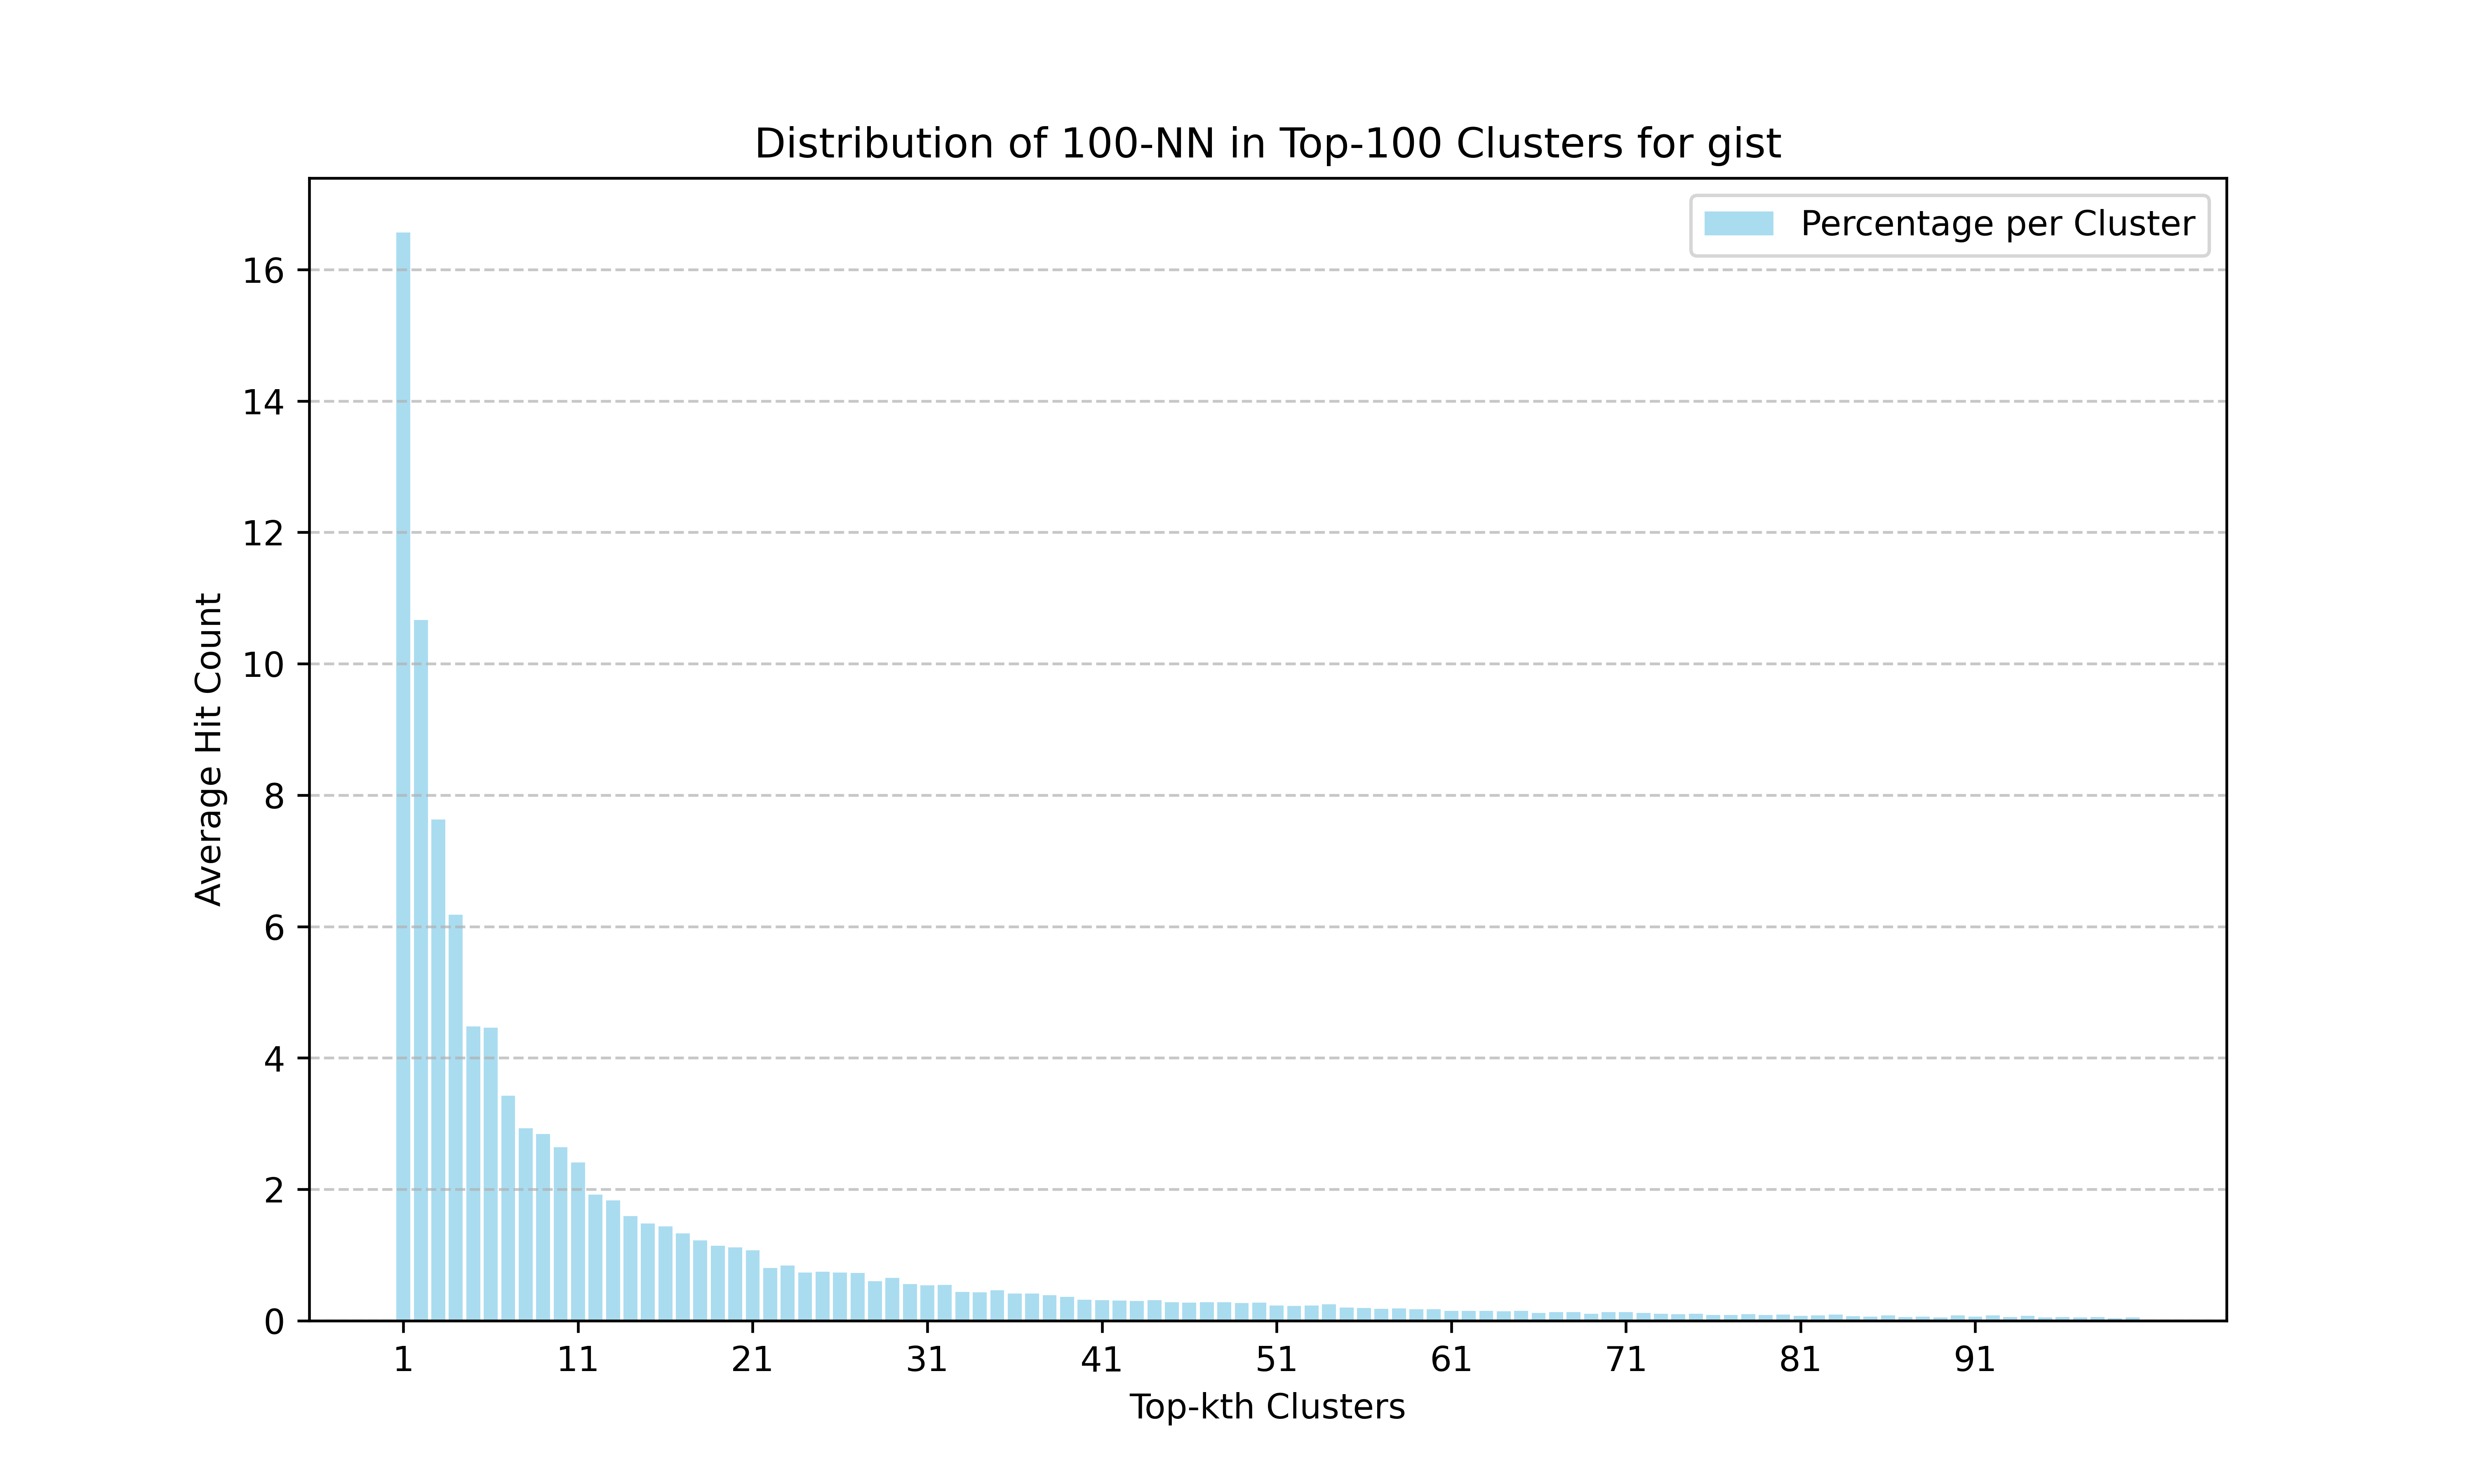 Distribution of 100-NN in Top-100 Clusters for gist
Percentage per Cluster
16
14
12
10
8
6
4
2
0
Average Hit Count
1 11 21 31 41 51 61 71 81 91
Top-kth Clusters